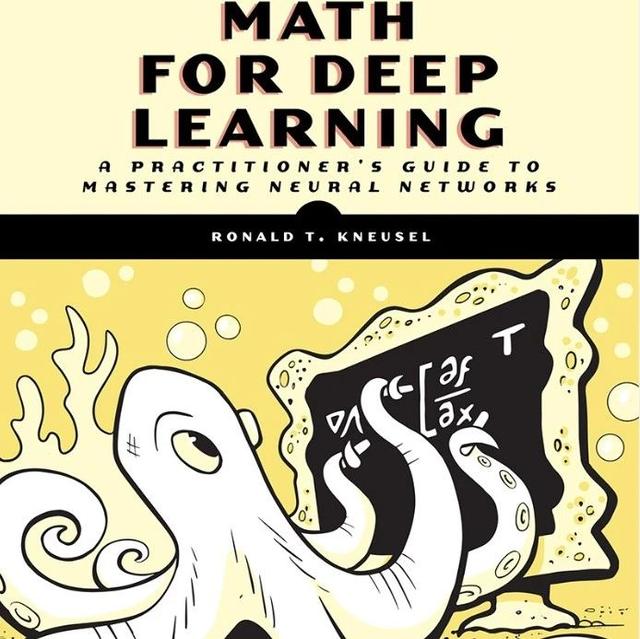 MATH
FOR DEEP
LEARNING
A PRACTITIONER'S GUIDE TO
MASTERING NEURAL NETWORKS
RONALD T. KNEUSEL
T
∂f
∂x